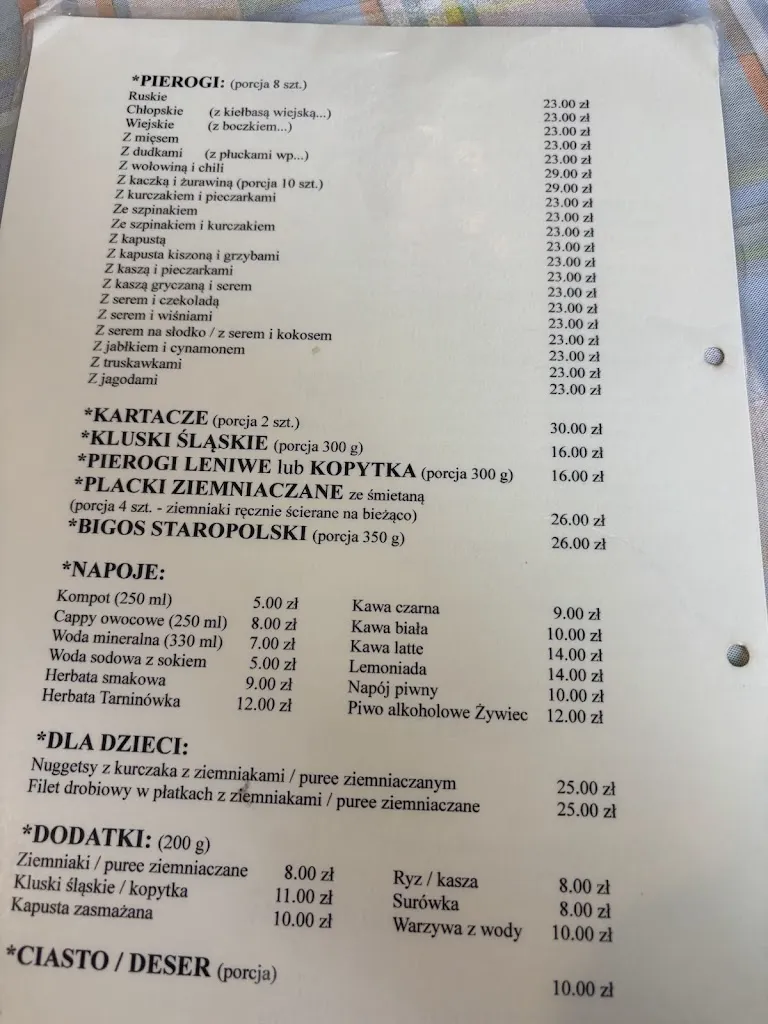 *PIEROGI: (porcja 8 szt.)
Ruskie 23.00 zł
Chłopskie (z kiełbasą wiejską...) 23.00 zł
Wiejskie (z boczkiem...) 23.00 zł
Z mięsem 23.00 zł
Z dudkami (z płuckami wp...) 23.00 zł
Z wołowiną i chili 29.00 zł
Z kaczką i żurawiną (porcja 10 szt.) 29.00 zł
Z kurczakiem i pieczarkami 23.00 zł
Ze szpinakiem 23.00 zł
Ze szpinakiem i kurczakiem 23.00 zł
Z kapustą 23.00 zł
Z kapusta kiszoną i grzybami 23.00 zł
Z kaszą i pieczarkami 23.00 zł
Z kaszą gryczaną i serem 23.00 zł
Z serem i czekoladą 23.00 zł
Z serem i wiśniami 23.00 zł
Z serem na słodko / z serem i kokosem 23.00 zł
Z jabłkiem i cynamonem 23.00 zł
Z truskawkami 23.00 zł
Z jagodami 23.00 zł
*KARTACZE (porcja 2 szt.) 30.00 zł
*KLUSKI ŚLĄSKIE (porcja 300 g) 16.00 zł
*PIEROGI LENIWE lub KOPYTKA (porcja 300 g) 16.00 zł
*PLACKI ZIEMNIACZANE ze śmietaną
(porcja 4 szt. - ziemniaki ręcznie ścierane na bieżąco) 26.00 zł
*BIGOS STAROPOLSKI (porcja 350 g) 26.00 zł
*NAPOJE:
Kompot (250 ml) 5.00 zł Kawa czarna 9.00 zł
Cappy owocowe (250 ml) 8.00 zł Kawa biała 10.00 zł
Woda mineralna (330 ml) 7.00 zł Kawa latte 14.00 zł
Woda sodowa z sokiem 5.00 zł Lemoniada 14.00 zł
Herbata smakowa 9.00 zł Napój piwny 10.00 zł
Herbata Tarninówka 12.00 zł Piwo alkoholowe Żywiec 12.00 zł
*DLA DZIECI:
Nuggetsy z kurczaka z ziemniakami / puree ziemniaczanym 25.00 zł
Filet drobiowy w płatkach z ziemniakami / puree ziemniaczane 25.00 zł
*DODATKI: (200 g)
Ziemniaki / puree ziemniaczane 8.00 zł Ryz / kasza 8.00 zł
Kluski śląskie / kopytka 11.00 zł Surówka 8.00 zł
Kapusta zasmażana 10.00 zł Warzywa z wody 10.00 zł
*CIASTO / DESER (porcja) 10.00 zł